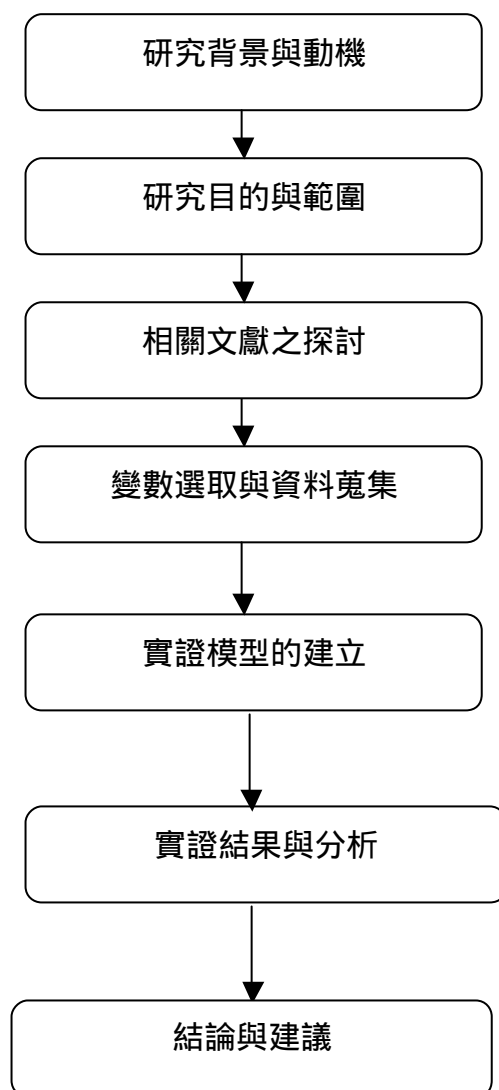 研究背景與動機
研究目的與範圍
相關文獻之探討
變數選取與資料蒐集
實證模型的建立
實證結果與分析
結論與建議